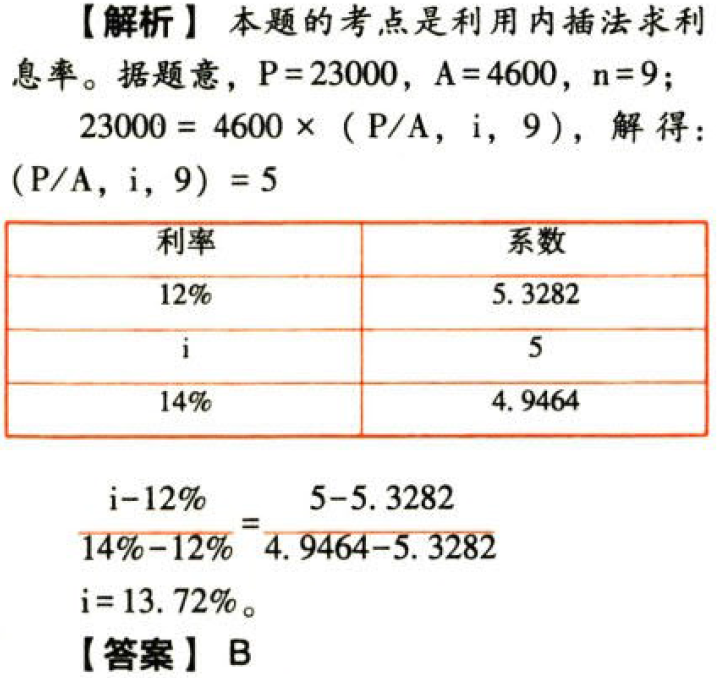 【解析】 本题的考点是利用内插法求利
息率。据题意，P=23000，A=4600，n=9；
23000 = 4600 × （P/A，i，9），解得：
（P/A，i，9）=5
利率 系数
12% 5.3282
i 5
14% 4.9464
i-12% 5-5.3282
=
14%-12% 4.9464-5.3282
i=13.72%。
【答案】 B